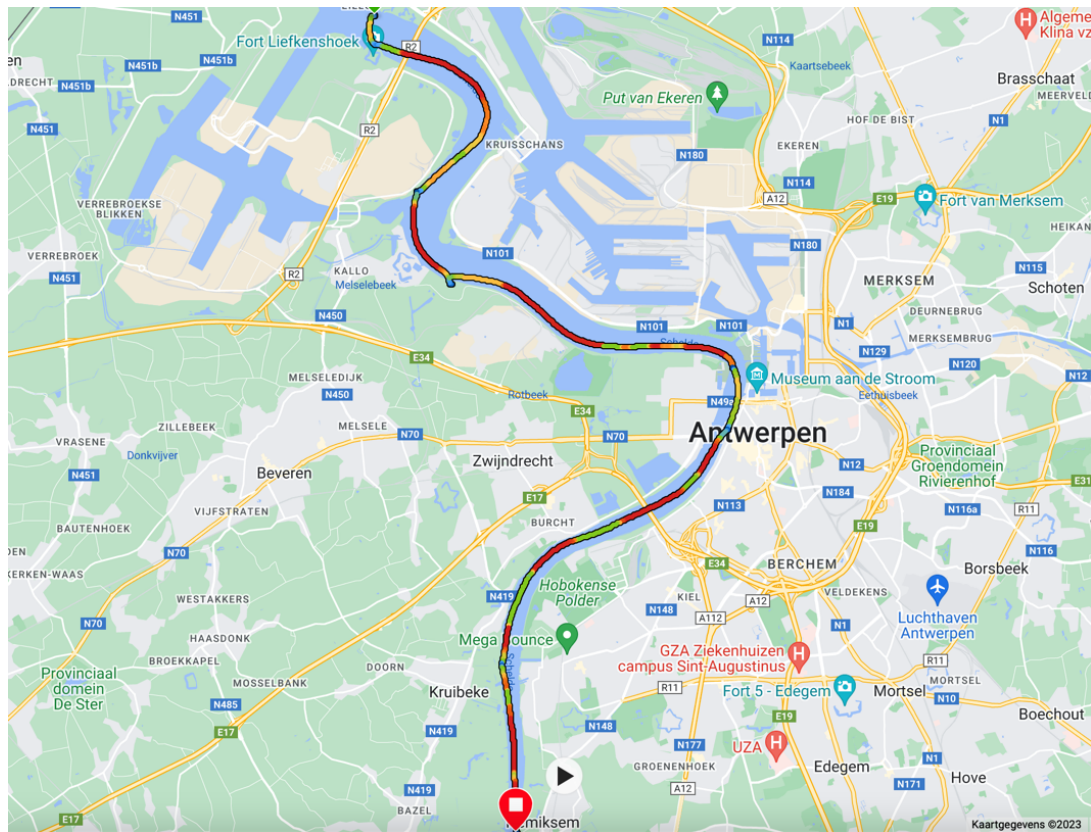 N451
N451
Fort Liefkenshoek
R2
N114
Kaartsebeek
Algeme
Klina vz
Brasschaat
N451b
N451b
N451b
Put van Ekeren
HOF DE BIST
N1
N451
R2
KRUISSCHANS
N180
EKEREN
N114
A12
E19
Fort van Merksem
VERREBROEKSE
BLIKKEN
VERREBROEK
N451
R2
KALLO
Melselebeek
N101
N180
MERKSEM
N115
Schoten
DEURNEBRUG
MERKSEMBRUG
N450
N101
N101
N1
N129
N120
N12
E34
MELSELEDIJK
N450
Rotbeek
E34
Museum aan de Stroom
Eethuisbeek
N49a
ZILLEBEEK
MELSELE
N70
N70
Antwerpen
VRASENE
N451
Donkvijver
Beveren
Zwijndrecht
N12
Provinciaal
Groendomein
Rivierenhof
E31
VIJFSTRATEN
E17
N184
N113
E19
N116a
R11
BAUTENHOEK
N70
BURCHT
N116
KERKEN-WAAS
E34
BERCHEM
Borsbeek
WESTAKKERS
N419
Hobokense
Polder
KIEL
A12
VELDEKENS
N70
HAASDONK
N148
A112
N1
Luchthaven
Antwerpen
Mega Bounce
GZA Ziekenhuizen
campus Sint-Augustinus
BROEKKAPEL
DOORN
R11
Provinciaal
domein
De Ster
MOSSELBANK
Kruibeke
Schelde
R11
Fort 5 - Edegem
Mortsel
MORTSEL
N10
N485
Boechout
E17
N419
N148
N177
E19
UZA
GROENENHOEK
N1
Edegem
Hove
N171
A12
N419
BAZEL
Hemiksem
Kaartgegevens ©2023